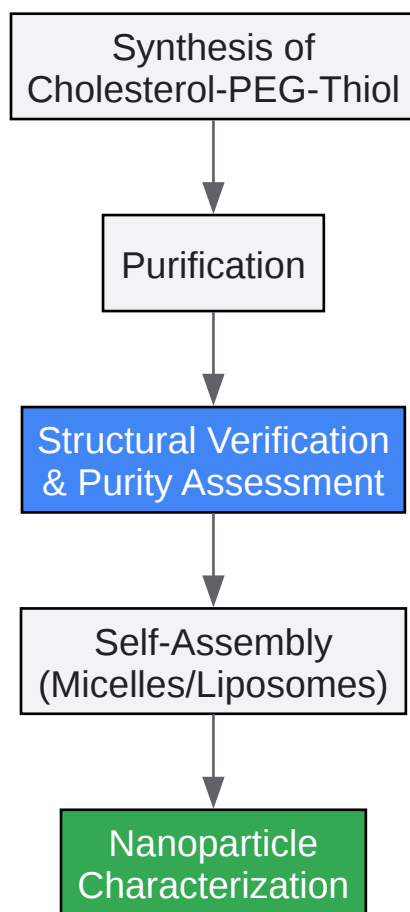 Synthesis of
Cholesterol-PEG-Thiol
Purification
Structural Verification
& Purity Assessment
Self-Assembly
(Micelles/Liposomes)
Nanoparticle
Characterization